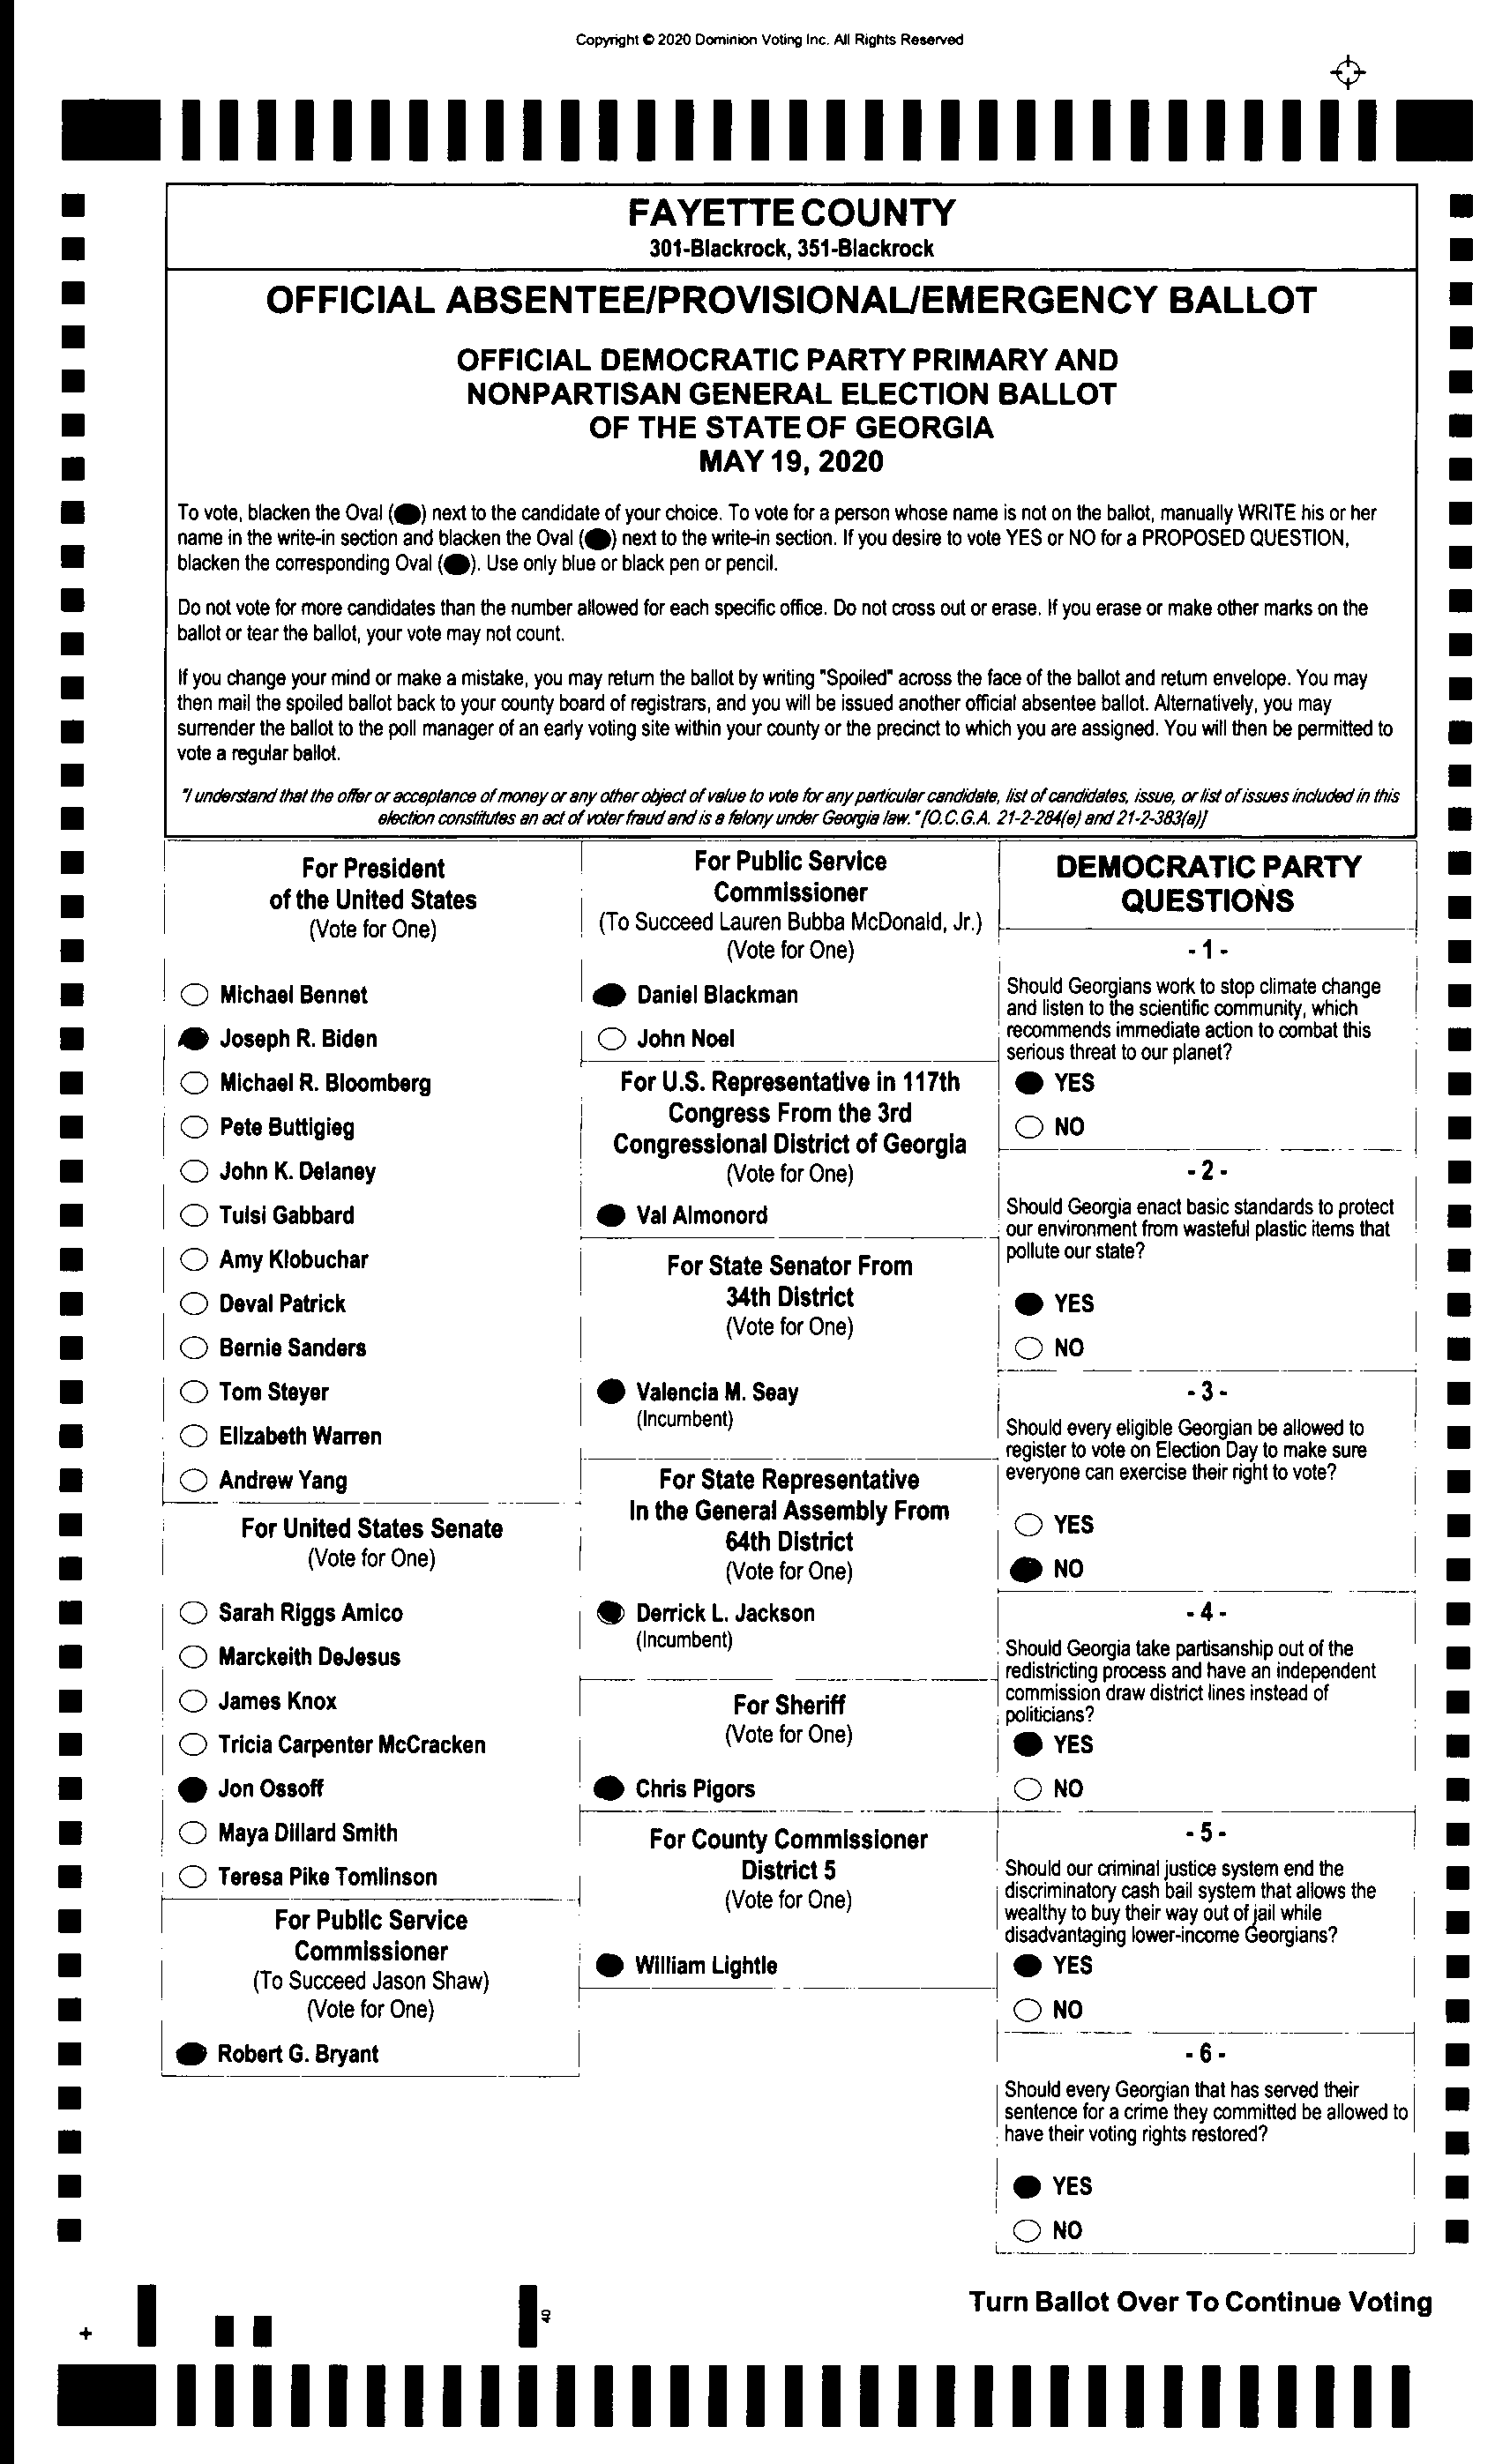 Copyright © 2020 Dominion Voting Inc. All Rights Reserved
FAYETTE COUNTY
301-Blackrock, 351-Blackrock
OFFICIAL ABSENTEE/PROVISIONAL/EMERGENCY BALLOT
OFFICIAL DEMOCRATIC PARTY PRIMARY AND
NONPARTISAN GENERAL ELECTION BALLOT
OF THE STATE OF GEORGIA
MAY 19, 2020
To vote, blacken the Oval () next to the candidate of your choice. To vote for a person whose name is not on the ballot, manually WRITE his or her
name in the write-in section and blacken the Oval () next to the write-in section. If you desire to vote YES or NO for a PROPOSED QUESTION,
blacken the corresponding Oval (). Use only blue or black pen or pencil.
Do not vote for more candidates than the number allowed for each specific office. Do not cross out or erase. If you erase or make other marks on the
ballot or tear the ballot, your vote may not count.
If you change your mind or make a mistake, you may return the ballot by writing "Spoiled" across the face of the ballot and return envelope. You may
then mail the spoiled ballot back to your county board of registrars, and you will be issued another official absentee ballot. Alternatively, you may
surrender the ballot to the poll manager of an early voting site within your county or the precinct to which you are assigned. You will then be permitted to
vote a regular ballot.
"I understand that the offer or acceptance of money or any other object of value to vote for any particular candidate, list of candidates, issue, or list of issues included in this
election constitutes an act of voter fraud and is a felony under Georgia law." [O.C.G.A. 21-2-284(e) and 21-2-383(a)]
For President
of the United States
(Vote for One)
Michael Bennet
Joseph R. Biden
Michael R. Bloomberg
Pete Buttigieg
John K. Delaney
Tulsi Gabbard
Amy Klobuchar
Deval Patrick
Bernie Sanders
Tom Steyer
Elizabeth Warren
Andrew Yang
For United States Senate
(Vote for One)
Sarah Riggs Amico
Marckeith DeJesus
James Knox
Tricia Carpenter McCracken
Jon Ossoff
Maya Dillard Smith
Teresa Pike Tomlinson
For Public Service
Commissioner
(To Succeed Jason Shaw)
(Vote for One)
Robert G. Bryant
For Public Service
Commissioner
(To Succeed Lauren Bubba McDonald, Jr.)
(Vote for One)
Daniel Blackman
John Noel
For U.S. Representative in 117th
Congress From the 3rd
Congressional District of Georgia
(Vote for One)
Val Almonord
For State Senator From
34th District
(Vote for One)
Valencia M. Seay
(Incumbent)
For State Representative
In the General Assembly From
64th District
(Vote for One)
Derrick L. Jackson
(Incumbent)
For Sheriff
(Vote for One)
Chris Pigors
For County Commissioner
District 5
(Vote for One)
William Lightle
DEMOCRATIC PARTY
QUESTIONS
- 1 -
Should Georgians work to stop climate change
and listen to the scientific community, which
recommends immediate action to combat this
serious threat to our planet?
YES
NO
- 2 -
Should Georgia enact basic standards to protect
our environment from wasteful plastic items that
pollute our state?
YES
NO
- 3 -
Should every eligible Georgian be allowed to
register to vote on Election Day to make sure
everyone can exercise their right to vote?
YES
NO
- 4 -
Should Georgia take partisanship out of the
redistricting process and have an independent
commission draw district lines instead of
politicians?
YES
NO
- 5 -
Should our criminal justice system end the
discriminatory cash bail system that allows the
wealthy to buy their way out of jail while
disadvantaging lower-income Georgians?
YES
NO
- 6 -
Should every Georgian that has served their
sentence for a crime they committed be allowed to
have their voting rights restored?
YES
NO
Turn Ballot Over To Continue Voting
40